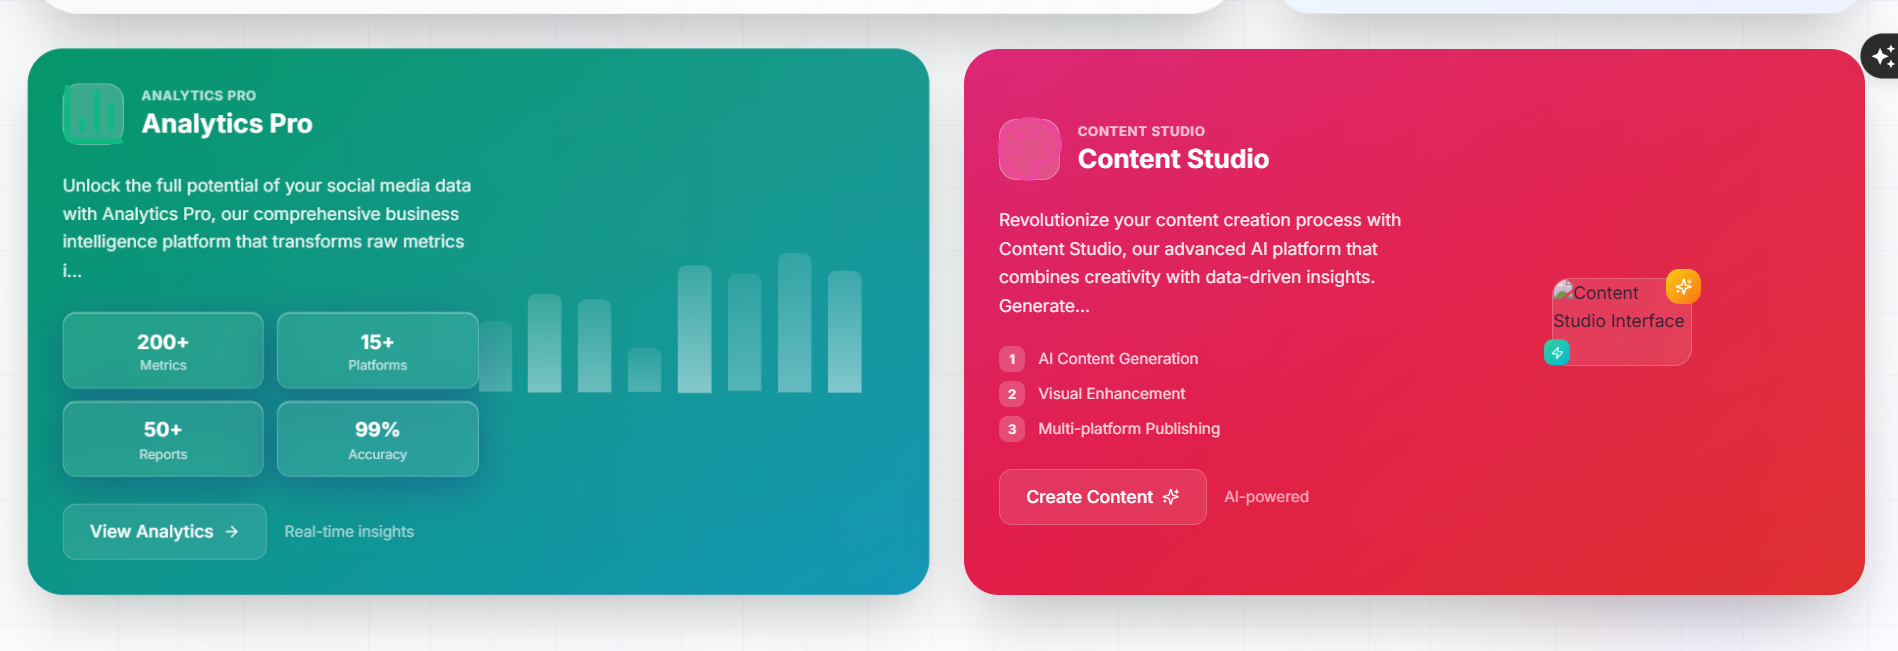 ANALYTICS PRO
Analytics Pro
Unlock the full potential of your social media data
with Analytics Pro, our comprehensive business
intelligence platform that transforms raw metrics
i...
200+
Metrics
15+
Platforms
50+
Reports
99%
Accuracy
View Analytics
Real-time insights
CONTENT STUDIO
Content Studio
Revolutionize your content creation process with
Content Studio, our advanced AI platform that
combines creativity with data-driven insights.
Generate...
1 AI Content Generation
2 Visual Enhancement
3 Multi-platform Publishing
Create Content
AI-powered
Content
Studio Interface